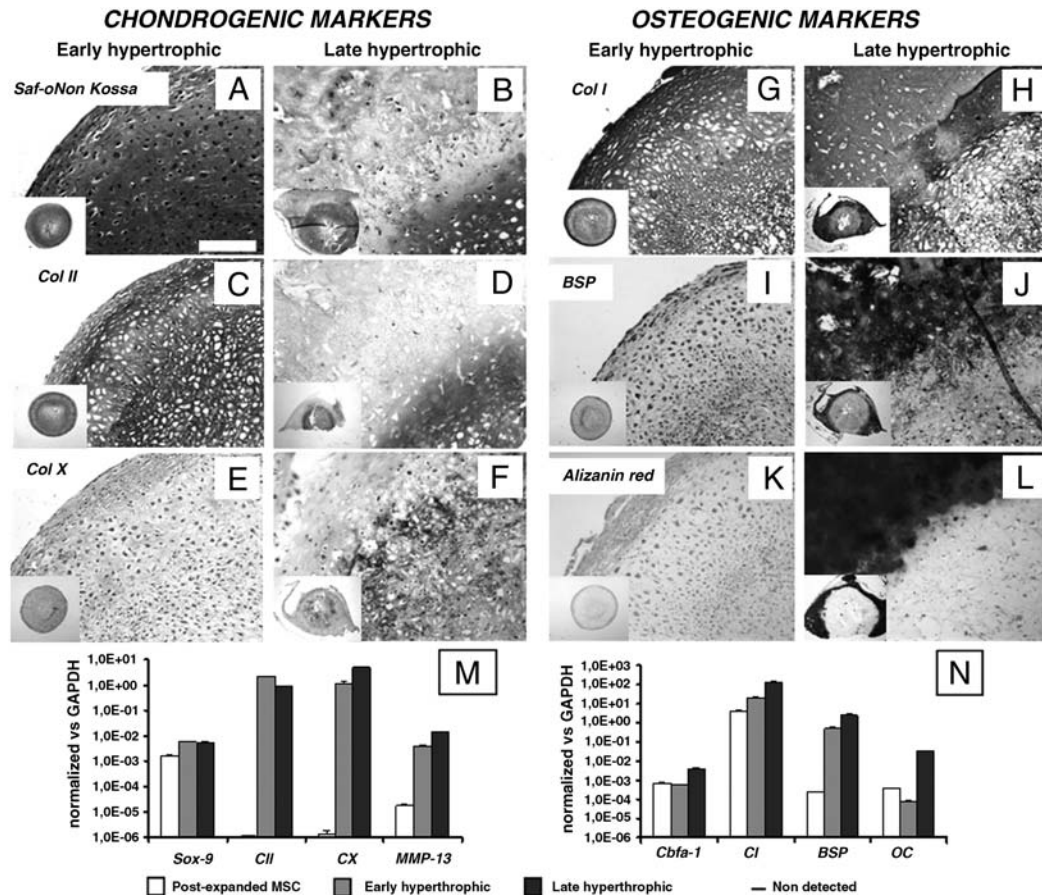 CHONDROGENIC MARKERS
OSTEOGENIC MARKERS
Early hypertrophic
Late hypertrophic
Early hypertrophic
Late hypertrophic
Saf-oNon Kossa
A
B
Col I
G
H
Col II
C
D
BSP
I
J
Col X
E
F
Alizanin red
K
L
M
normalized vs GAPDH
1,0E+01
1,0E+00
1,0E-01
1,0E-02
1,0E-03
1,0E-04
1,0E-05
1,0E-06
Sox-9 CII CX MMP-13
N
normalized vs GAPDH
1,0E+03
1,0E+02
1,0E+01
1,0E+00
1,0E-01
1,0E-02
1,0E-03
1,0E-04
1,0E-05
1,0E-06
Cbfa-1 CI BSP OC
Post-expanded MSC Early hyperthrophic Late hyperthrophic Non detected